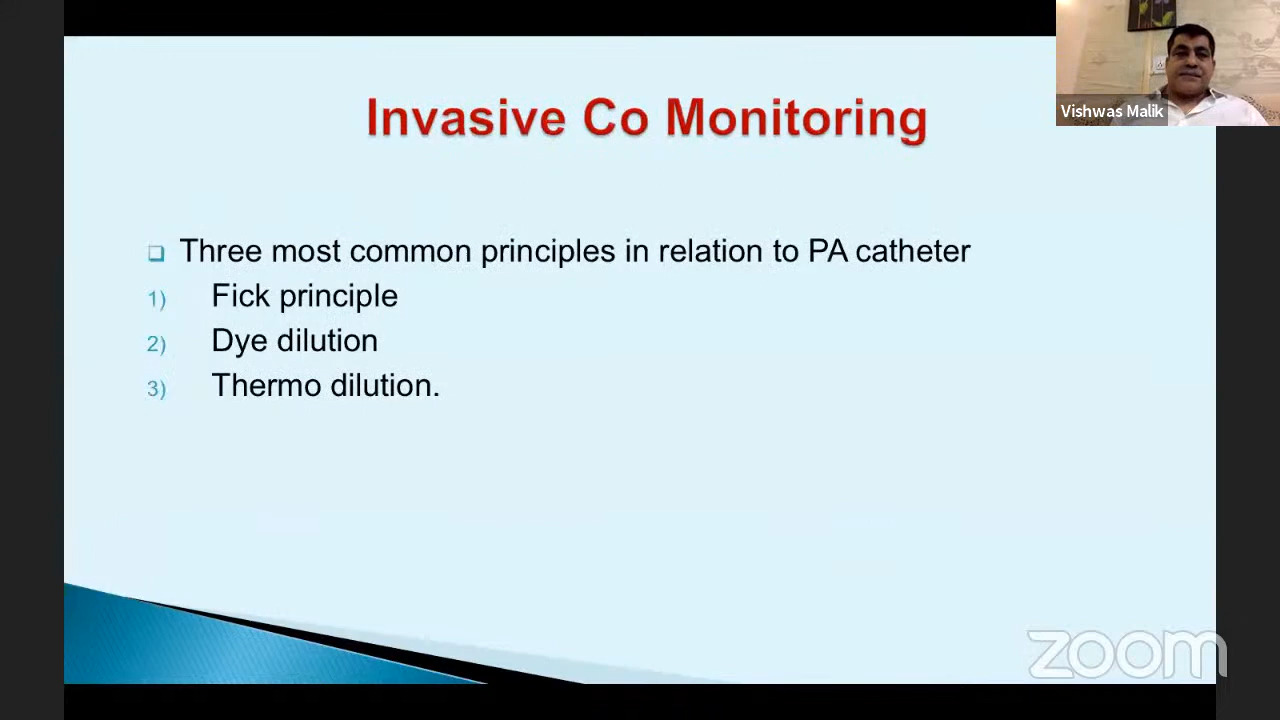 Invasive Co Monitoring
Vishwas Malik
❑ Three most common principles in relation to PA catheter
1) Fick principle
2) Dye dilution
3) Thermo dilution.
zoom